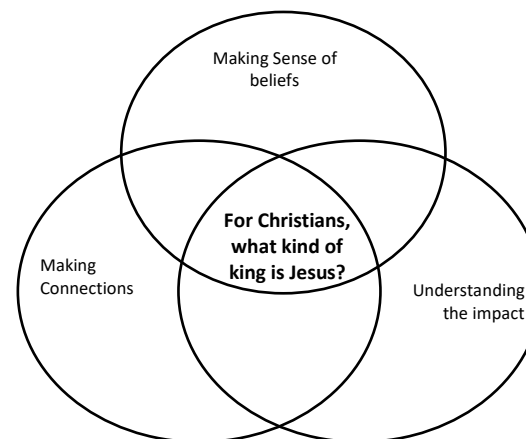 Making Sense of
beliefs
For Christians,
what kind of
king is Jesus?
Making
Connections
Understanding
the impact